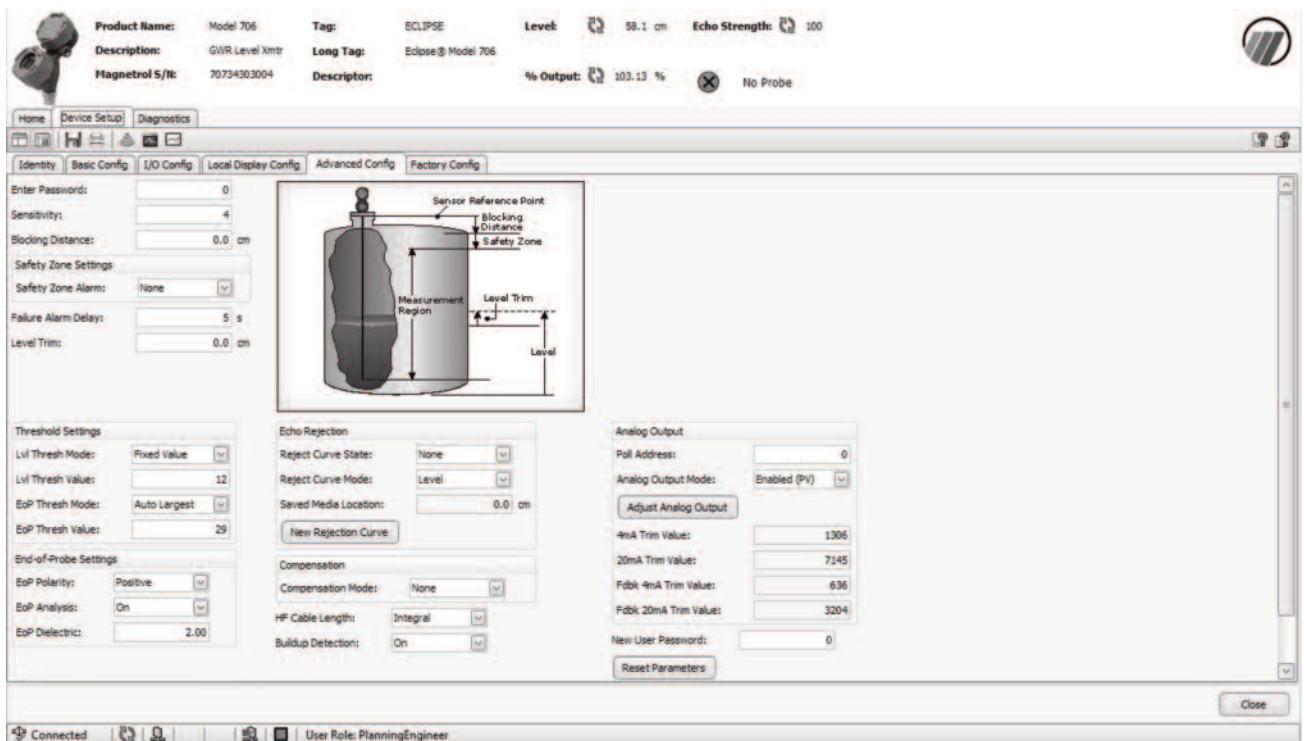 Product Name: Model 706 Tag: ECLIPSE Level: 58.1 cm Echo Strength: 100
Description: GWR Level Xmtr Long Tag: Eclipse® Model 706
Magnetrol S/N: 70734303004 Descriptor: % Output: 103.13 % No Probe
Home Device Setup Diagnostics
Identity Basic Config I/O Config Local Display Config Advanced Config Factory Config
Enter Password: 0
Sensitivity: 4
Blocking Distance: 0.0 cm
Safety Zone Settings
Safety Zone Alarm: None
Failure Alarm Delay: 5 s
Level Trim: 0.0 cm
Sensor Reference Point
Blocking
Distance
Safety Zone
Measurement
Region
Level Trim
Level
Threshold Settings
Lvl Thresh Mode: Fixed Value
Lvl Thresh Value: 12
EoP Thresh Mode: Auto Largest
EoP Thresh Value: 29
End-of-Probe Settings
EoP Polarity: Positive
EoP Analysis: On
EoP Dielectric: 2.00
Echo Rejection
Reject Curve State: None
Reject Curve Mode: Level
Saved Media Location: 0.0 cm
New Rejection Curve
Compensation
Compensation Mode: None
HF Cable Length: Integral
Buildup Detection: On
Analog Output
Poll Address: 0
Analog Output Mode: Enabled (PV)
Adjust Analog Output
4mA Trim Value: 1306
20mA Trim Value: 7145
Fdbk 4mA Trim Value: 636
Fdbk 20mA Trim Value: 3204
New User Password: 0
Reset Parameters
Close
Connected User Role: PlanningEngineer